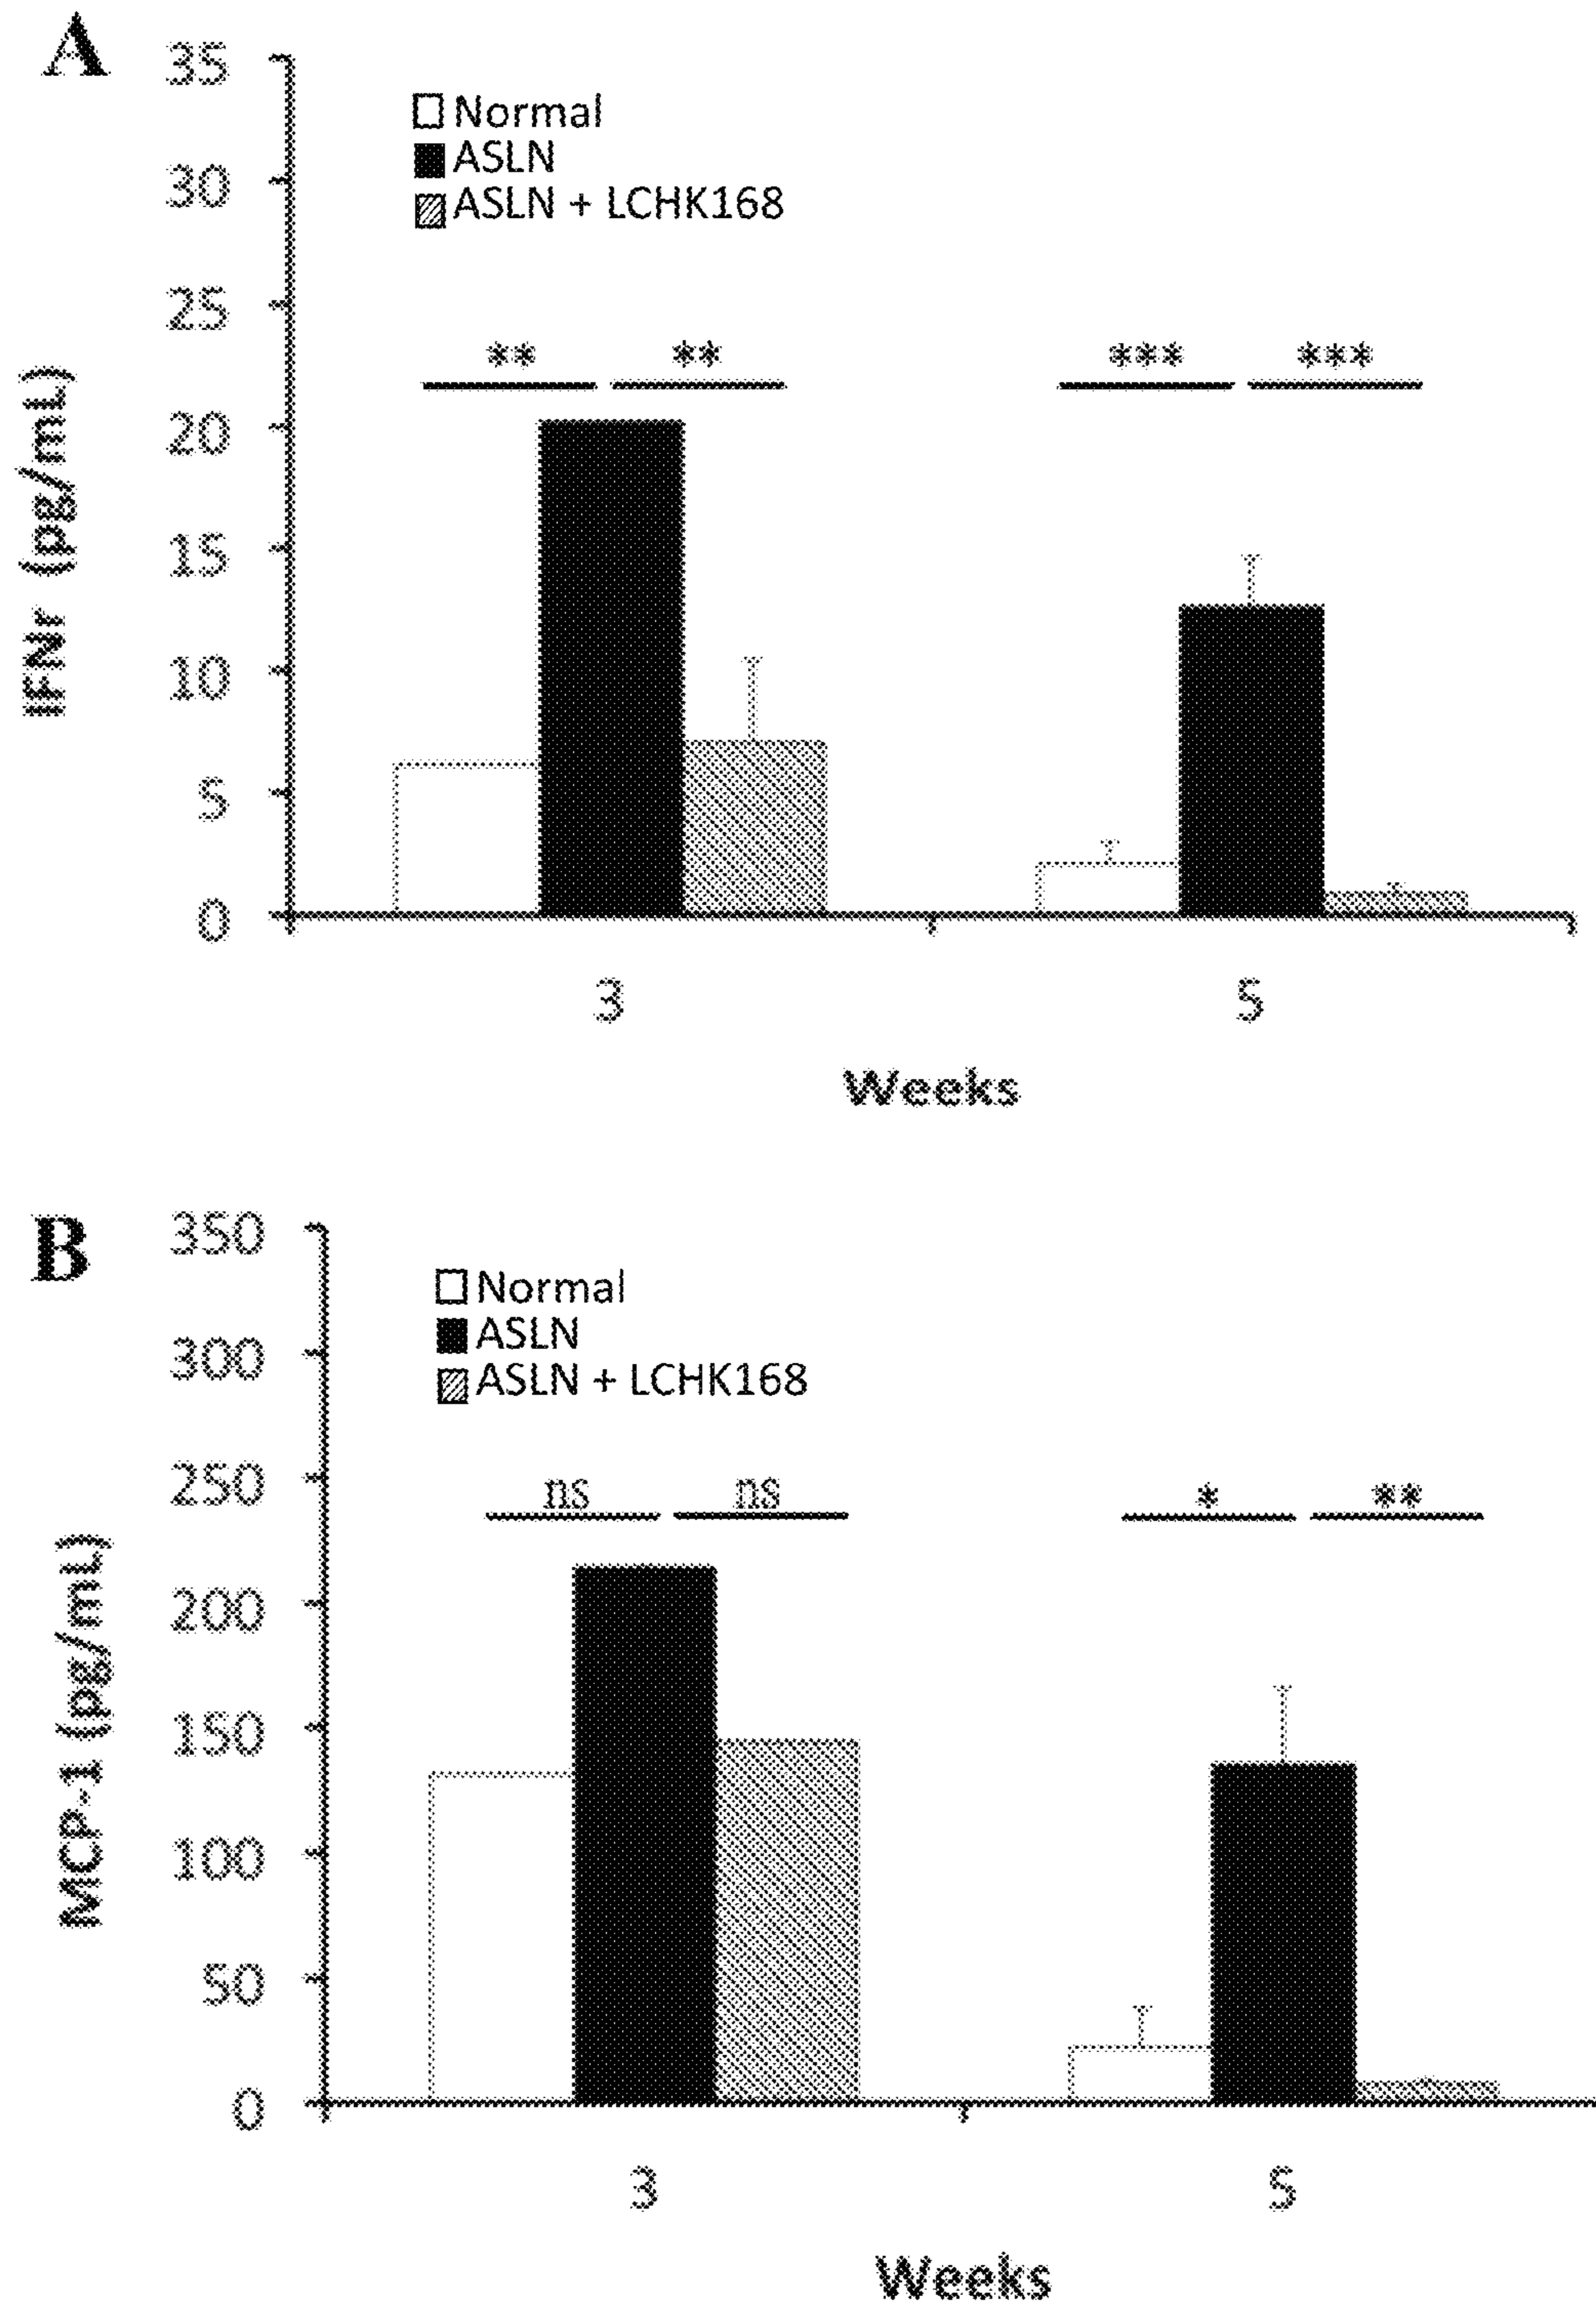 A
35
30
25
20
15
10
5
0
IFNr (pg/mL)
Normal
ASLN
ASLN + LCHK168
** ** *** ***
3 5
Weeks
B
350
300
250
200
150
100
50
0
MCP-1 (pg/mL)
Normal
ASLN
ASLN + LCHK168
ns ns * **
3 5
Weeks